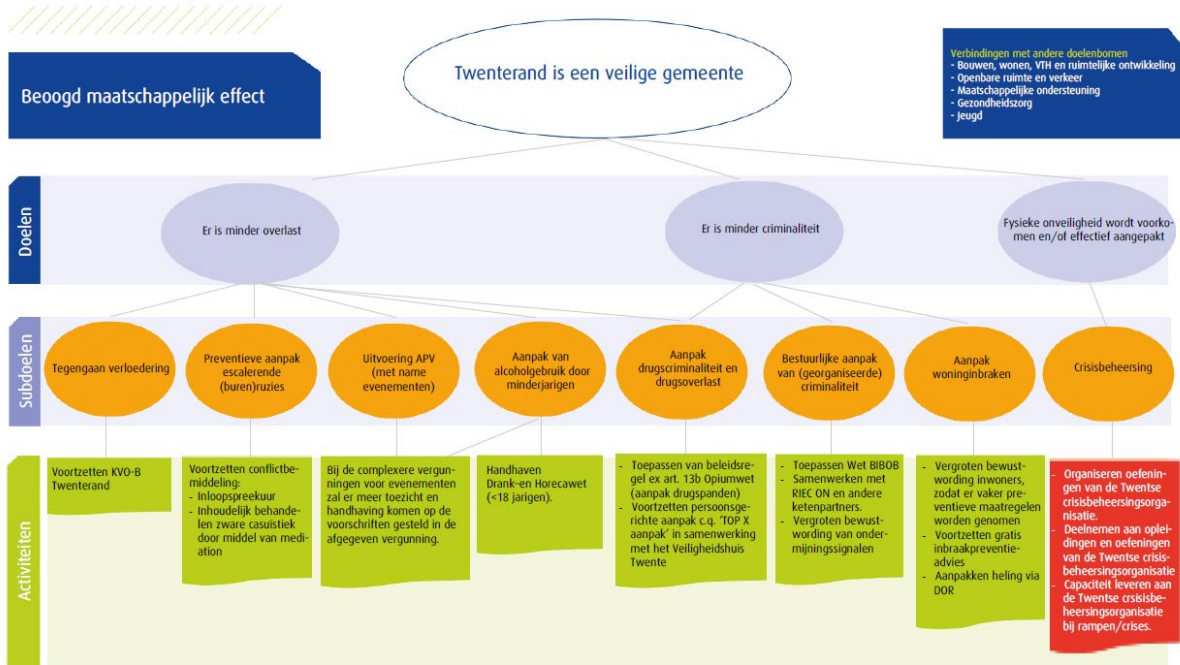 Beoogd maatschappelijk effect
Twenterand is een veilige gemeente
Verbindingen met andere doelenbomen
- Bouwen, wonen, VTH en ruimtelijke ontwikkeling
- Openbare ruimte en verkeer
- Maatschappelijke ondersteuning
- Gezondheidszorg
- Jeugd
Doelen
Er is minder overlast
Er is minder criminaliteit
Fysieke onveiligheid wordt voorko-
men en/of effectief aangepakt
Subdoelen
Tegengaan verloedering
Preventieve aanpak
escalerende
(buren)ruzies
Uitvoering APV
(met name
evenementen)
Aanpak van
alcoholgebruik door
minderjarigen
Aanpak
drugscriminaliteit en
drugsoverlast
Bestuurlijke aanpak
van (georganiseerde)
criminaliteit
Aanpak
woninginbraken
Crisisbeheersing
Activiteiten
Voortzetten KVO-B
Twenterand
Voortzetten conflictbe-
middeling:
- Inloopspreekuur
- Inhoudelijk behande-
len zware casuïstiek
door middel van medi-
ation
Bij de complexere vergun-
ningen voor evenementen
zal er meer toezicht en
handhaving komen op de
voorschriften gesteld in de
afgegeven vergunning.
Handhaven
Drank-en Horecawet
(<18 jarigen).
- Toepassen van beleidsre-
gel ex art. 13b Opiumwet
(aanpak drugspanden)
- Voortzetten persoonsge-
richte aanpak c.q. ‘TOP X
aanpak’ in samenwerking
met het Veiligheidshuis
Twente
- Toepassen Wet BIBOB
- Samenwerken met
RIEC ON en andere
ketenpartners.
- Vergroten bewust-
wording van onder-
mijningssignalen
- Vergroten bewust-
wording inwoners,
zodat er vaker pre-
ventieve maatregelen
worden genomen
- Voortzetten gratis
inbraakpreventie-
advies
- Aanpakken heling via
DOR
- Organiseren oefenin-
gen van de Twentse
crisisbeheersingsorga-
nisatie.
- Deelnemen aan oplei-
dingen en oefeningen
van de Twentse crisis-
beheersingsorganisatie
- Capaciteit leveren aan
de Twentse crsisisbe-
heersingsorganisatie
bij rampen/crises.